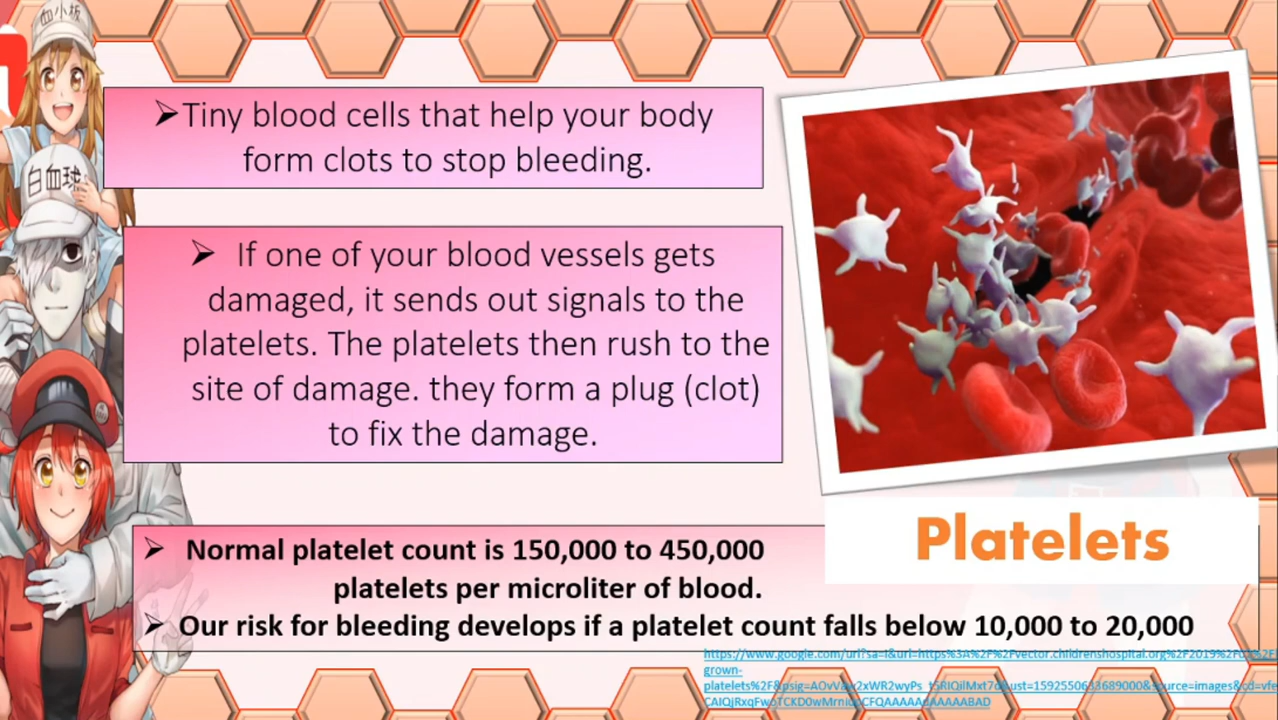 血小板
白血球
➤Tiny blood cells that help your body
form clots to stop bleeding.
➤ If one of your blood vessels gets
damaged, it sends out signals to the
platelets. The platelets then rush to the
site of damage. they form a plug (clot)
to fix the damage.
Platelets
➤ Normal platelet count is 150,000 to 450,000
platelets per microliter of blood.
➤ Our risk for bleeding develops if a platelet count falls below 10,000 to 20,000
grown-